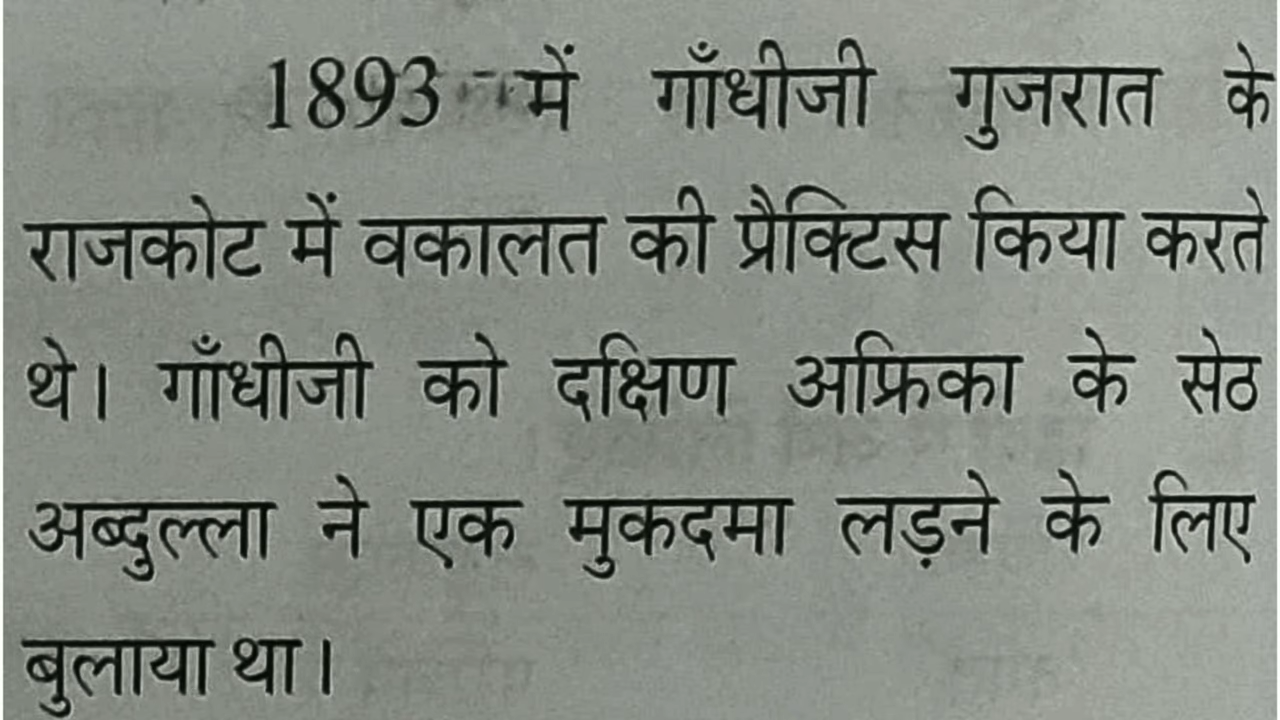 1893 में गाँधीजी गुजरात के
राजकोट में वकालत की प्रैक्टिस किया करते
थे। गाँधीजी को दक्षिण अफ्रिका के सेठ
अब्दुल्ला ने एक मुकदमा लड़ने के लिए
बुलाया था।